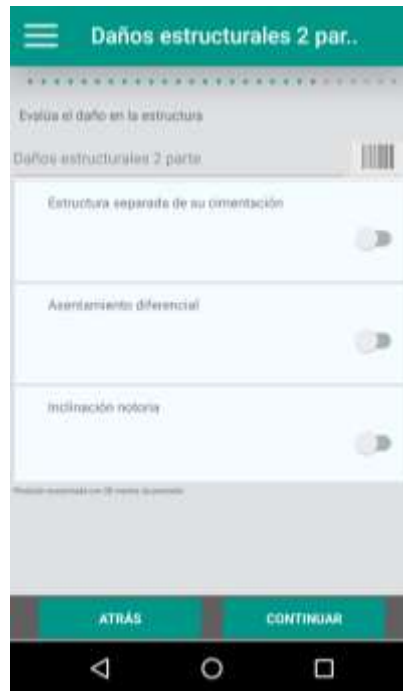 Daños estructurales 2 par..
Evalúa el daño en la estructura
Daños estructurales 2 parte
Estructura separada de su cimentación
Asentamiento diferencial
Inclinación notoria
ATRÁS
CONTINUAR